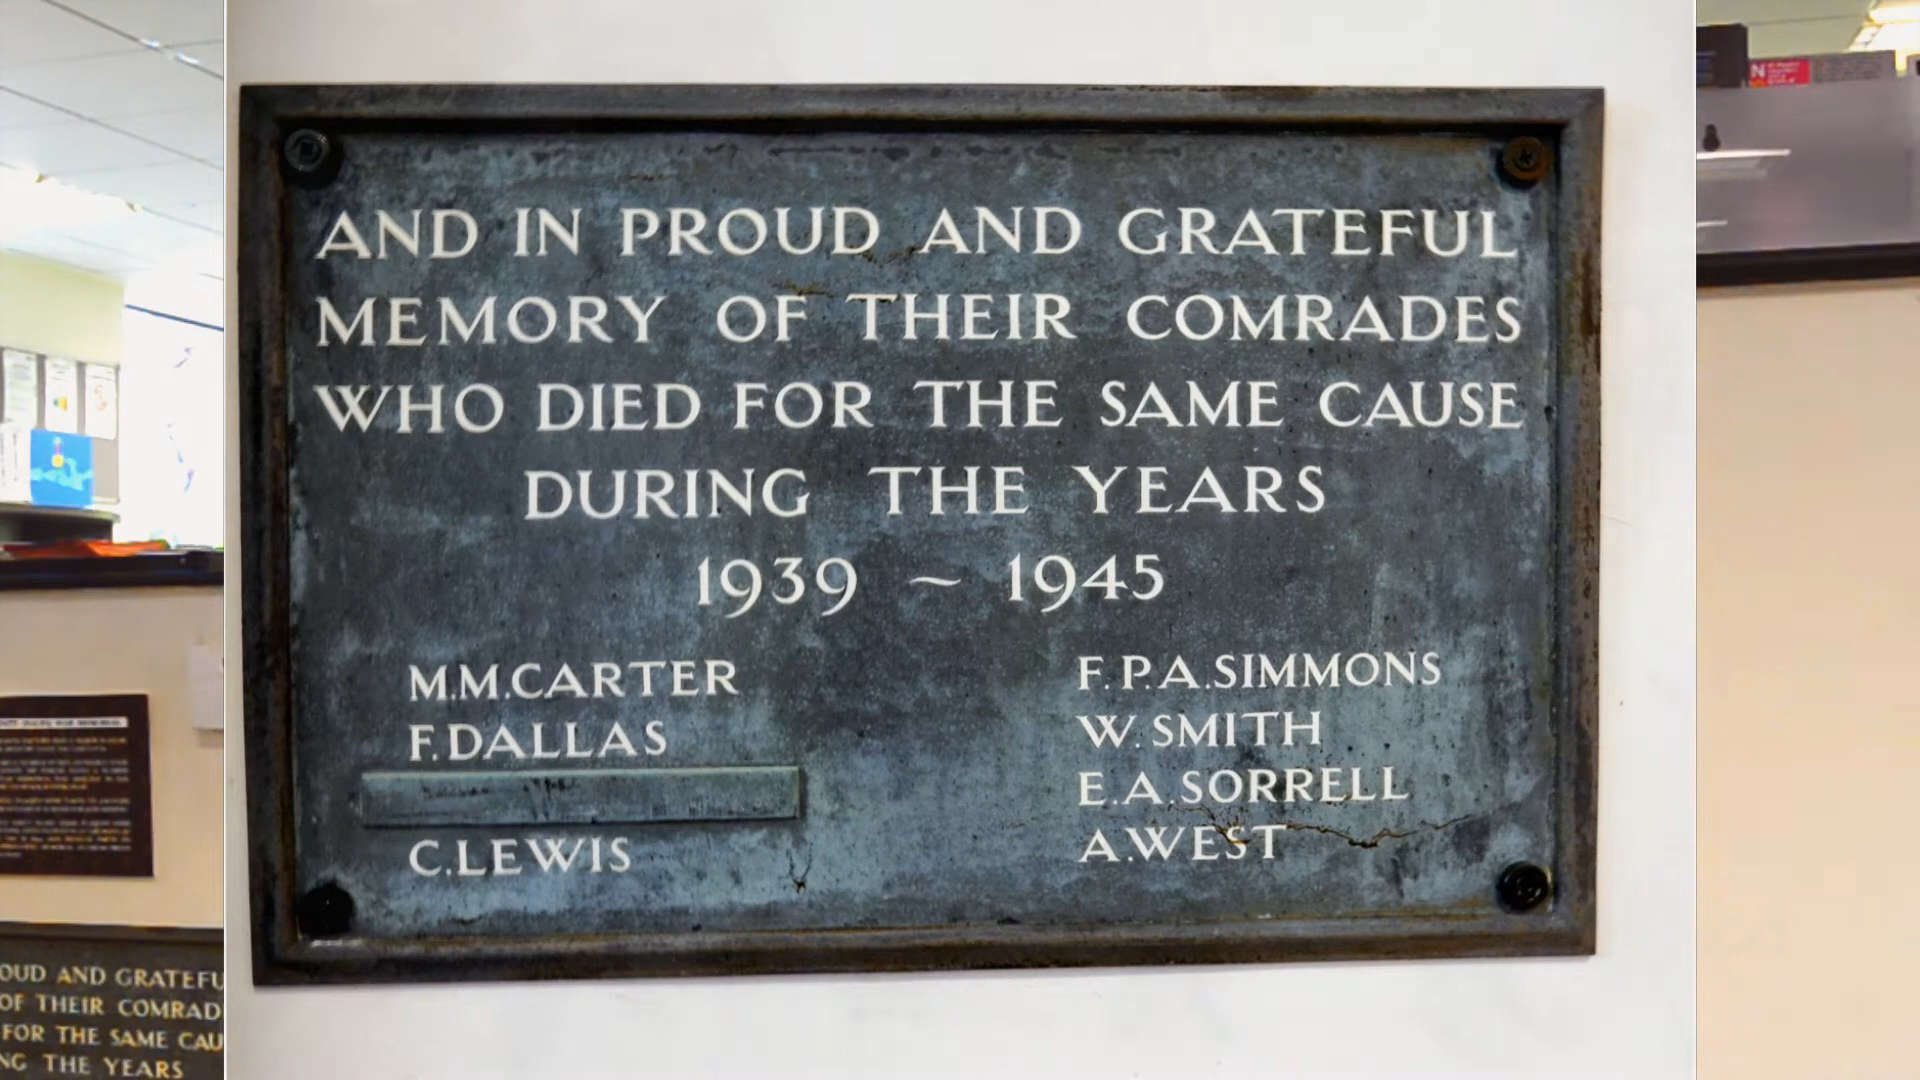 AND IN PROUD AND GRATEFUL
MEMORY OF THEIR COMRADES
WHO DIED FOR THE SAME CAUSE
DURING THE YEARS
1939 ~ 1945
M.M.CARTER
F.DALLAS
C.LEWIS
F.P.A.SIMMONS
W.SMITH
E.A.SORRELL
A.WEST
OUD AND GRATEFU
OF THEIR COMRAD
FOR THE SAME CAU
NG THE YEARS
N